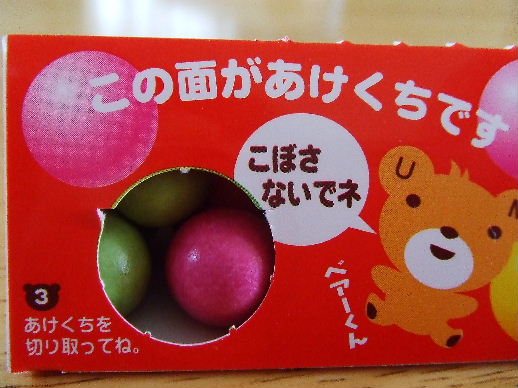 この面があけくちです
こぼさ
ないでネ
U
ベアーくん
3
あけくちを
切り取ってね。